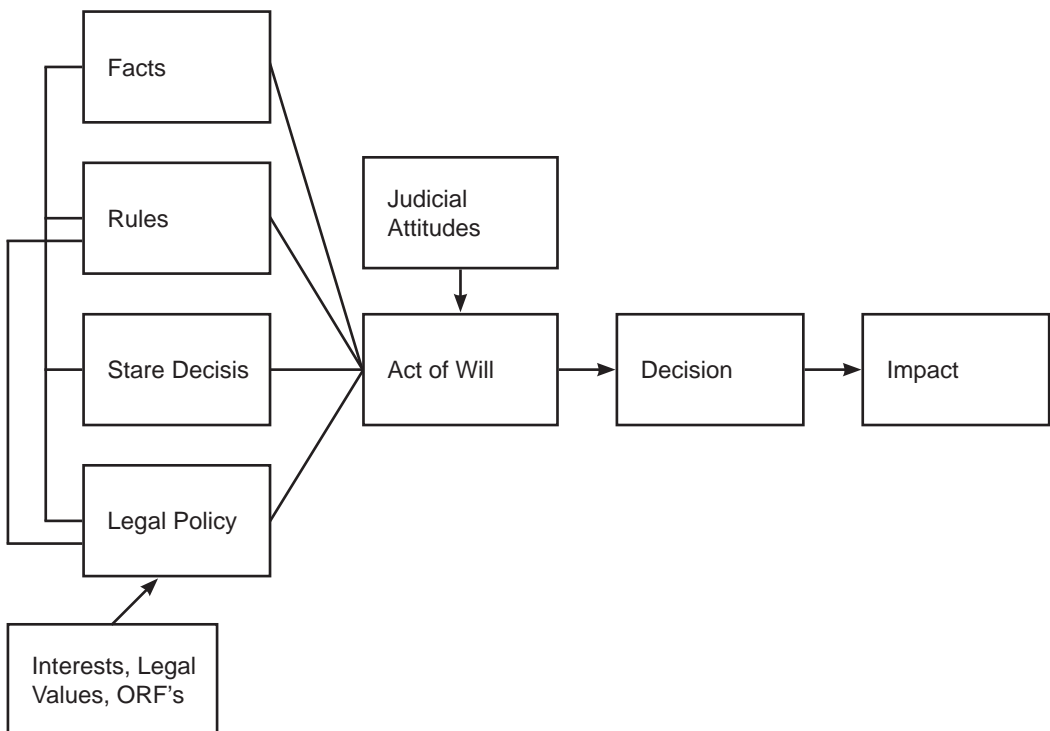 Facts
Rules
Judicial
Attitudes
Stare Decisis
Act of Will
Decision
Impact
Legal Policy
Interests, Legal
Values, ORF's